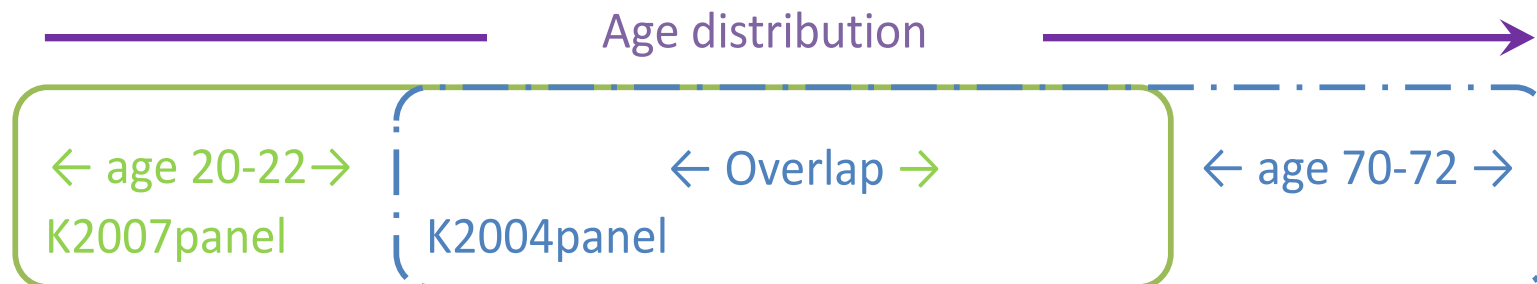 Age distribution
← age 20-22→ ← Overlap → ← age 70-72 →
K2007panel K2004panel